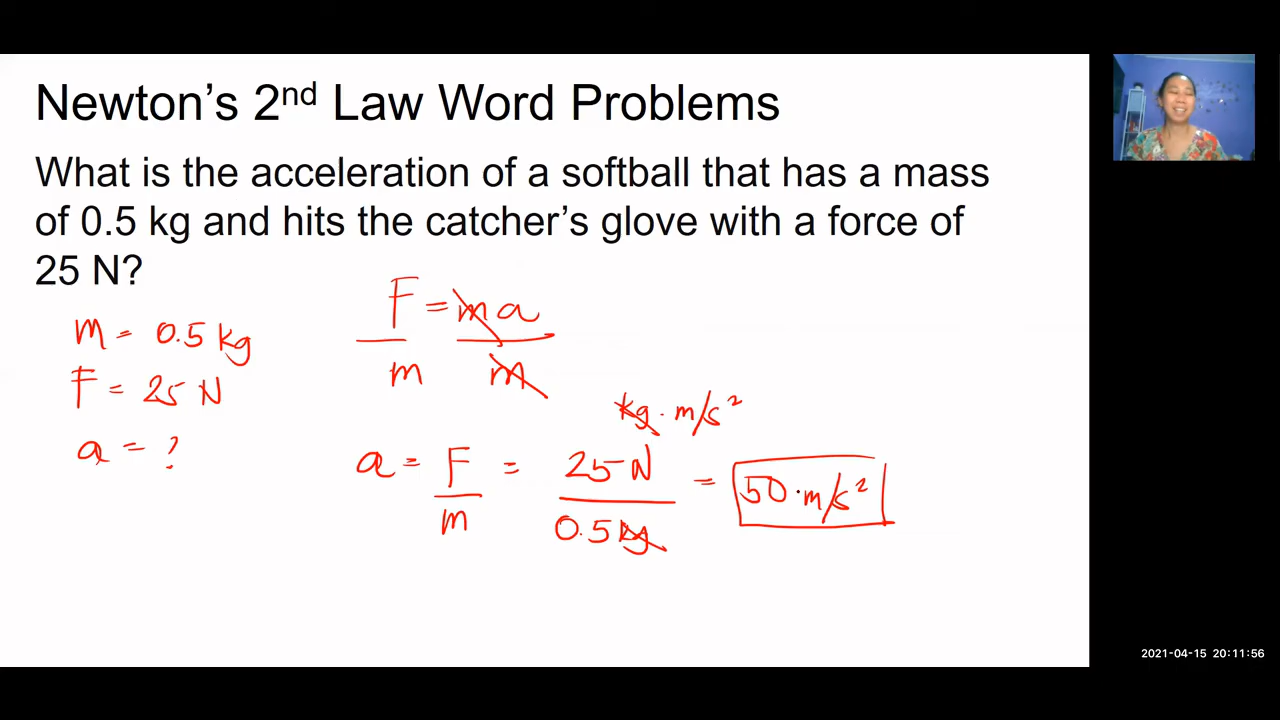 Newton's 2nd Law Word Problems
What is the acceleration of a softball that has a mass
of 0.5 kg and hits the catcher's glove with a force of
25 N?
m = 0.5 kg
F = 25 N
a = ?
F = ma
m m
kg · m/s²
a = F = 25 N = 50 · m/s²
m 0.5 kg
2021-04-15 20:11:56